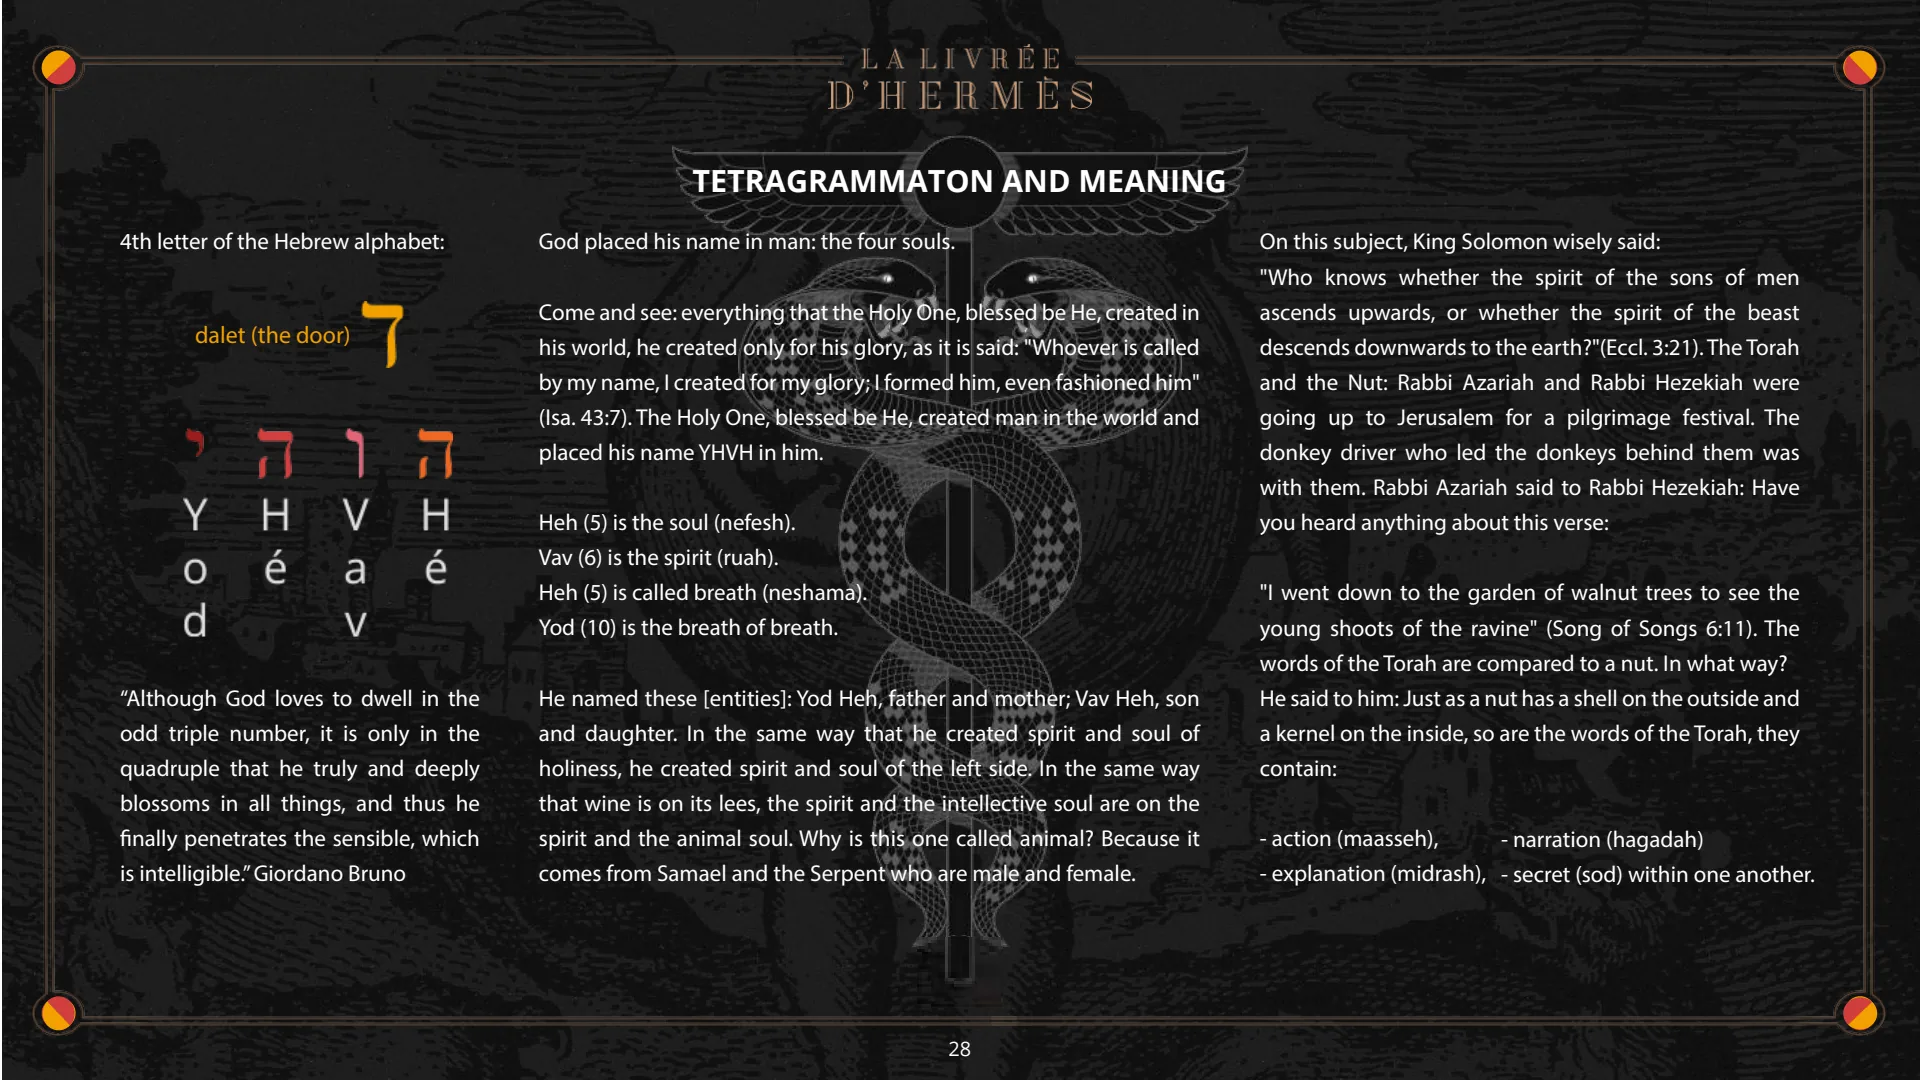 LA LIVRÉE
D'HERMÈS
TETRAGRAMMATON AND MEANING
4th letter of the Hebrew alphabet:
dalet (the door) ד
י ה ו ה
Y H V H
o é a é
d v
“Although God loves to dwell in the
odd triple number, it is only in the
quadruple that he truly and deeply
blossoms in all things, and thus he
finally penetrates the sensible, which
is intelligible.” Giordano Bruno
God placed his name in man: the four souls.
Come and see: everything that the Holy One, blessed be He, created in
his world, he created only for his glory, as it is said: "Whoever is called
by my name, I created for my glory; I formed him, even fashioned him"
(Isa. 43:7). The Holy One, blessed be He, created man in the world and
placed his name YHVH in him.
Heh (5) is the soul (nefesh).
Vav (6) is the spirit (ruah).
Heh (5) is called breath (neshama).
Yod (10) is the breath of breath.
He named these [entities]: Yod Heh, father and mother; Vav Heh, son
and daughter. In the same way that he created spirit and soul of
holiness, he created spirit and soul of the left side. In the same way
that wine is on its lees, the spirit and the intellective soul are on the
spirit and the animal soul. Why is this one called animal? Because it
comes from Samael and the Serpent who are male and female.
On this subject, King Solomon wisely said:
"Who knows whether the spirit of the sons of men
ascends upwards, or whether the spirit of the beast
descends downwards to the earth?"(Eccl. 3:21). The Torah
and the Nut: Rabbi Azariah and Rabbi Hezekiah were
going up to Jerusalem for a pilgrimage festival. The
donkey driver who led the donkeys behind them was
with them. Rabbi Azariah said to Rabbi Hezekiah: Have
you heard anything about this verse:
"I went down to the garden of walnut trees to see the
young shoots of the ravine" (Song of Songs 6:11). The
words of the Torah are compared to a nut. In what way?
He said to him: Just as a nut has a shell on the outside and
a kernel on the inside, so are the words of the Torah, they
contain:
- action (maasseh), - narration (hagadah)
- explanation (midrash), - secret (sod) within one another.
28